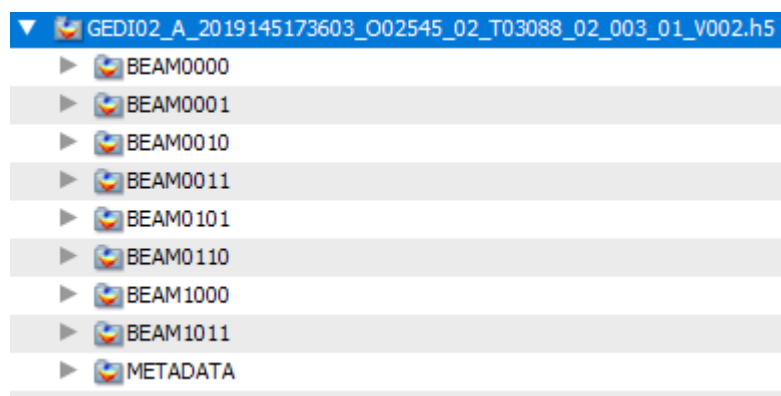 GEDI02_A_2019145173603_O02545_02_T03088_02_003_01_V002.h5
BEAM0000
BEAM0001
BEAM0010
BEAM0011
BEAM0101
BEAM0110
BEAM1000
BEAM1011
METADATA